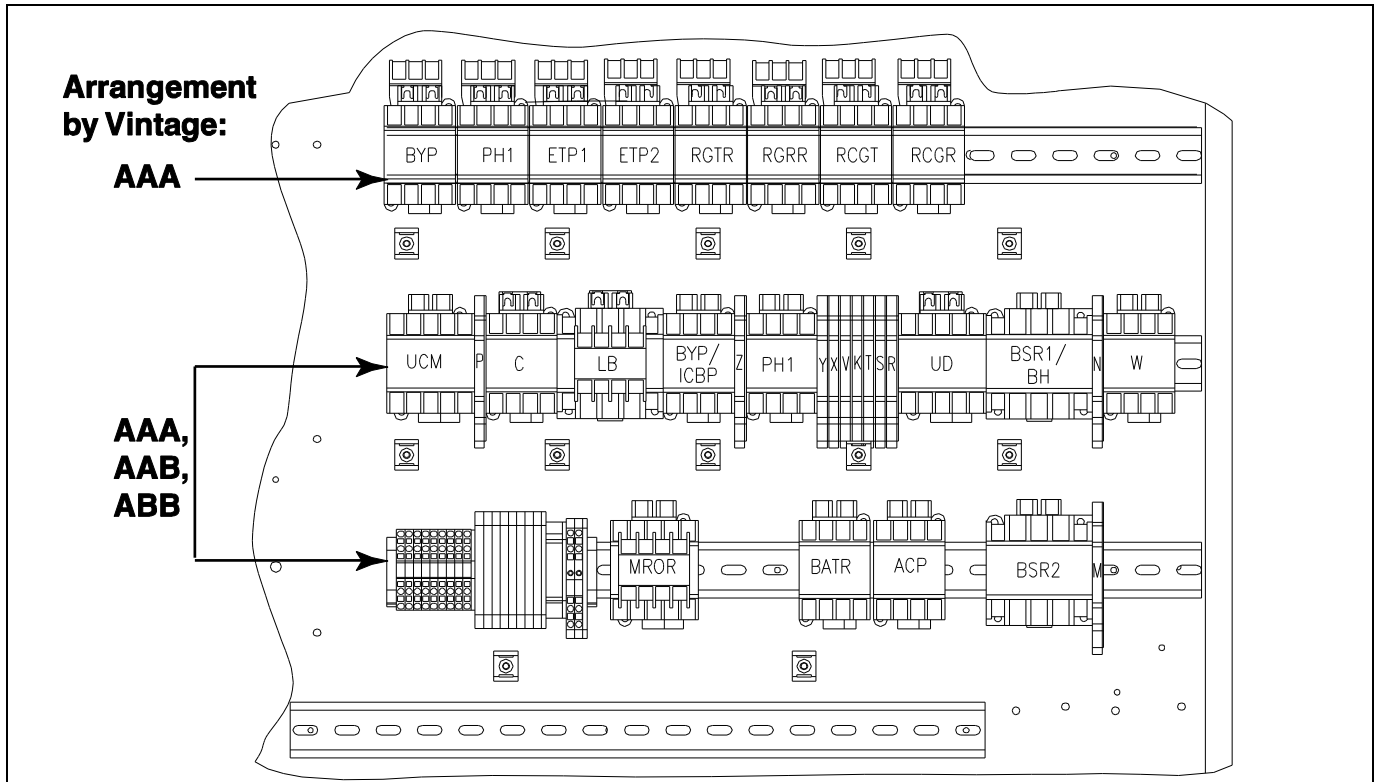 Arrangement
by Vintage:
AAA
BYP PH1 ETP1 ETP2 RGTR RGRR RCGT RCGR
AAA,
AAB,
ABB
UCM P C LB BYP/ ICBP Z PH1 Y X V K T S R UD BSR1/ BH N W
MROR BATR ACP BSR2 M